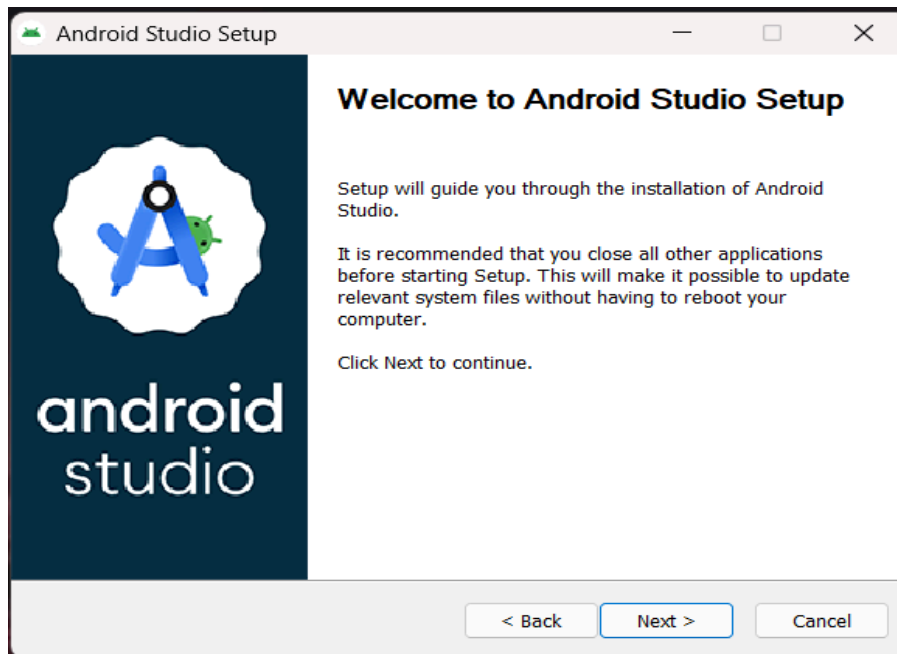 Android Studio Setup
Welcome to Android Studio Setup
Setup will guide you through the installation of Android
Studio.
It is recommended that you close all other applications
before starting Setup. This will make it possible to update
relevant system files without having to reboot your
computer.
Click Next to continue.
android
studio
< Back Next > Cancel